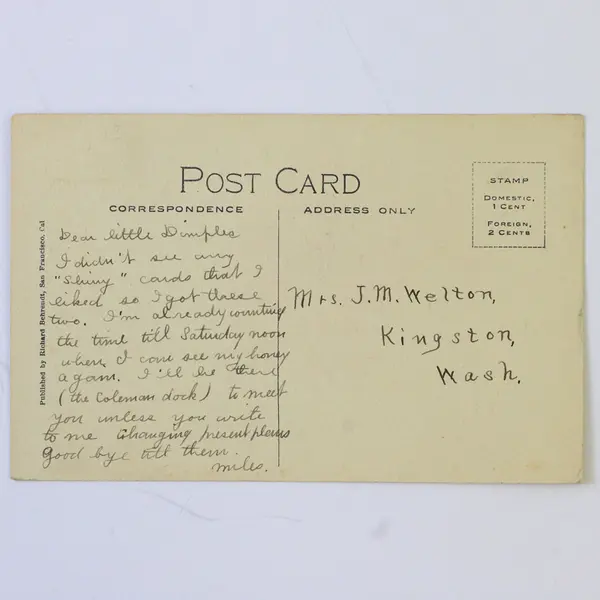 POST CARD
CORRESPONDENCE
ADDRESS ONLY
STAMP
DOMESTIC,
1 CENT
FOREIGN,
2 CENTS
Published by Richard Behrendt, San Francisco, Cal
Dear little Dimples
I didn't see any
"Shiny" cards that I
liked so I got these
two. I'm already counting
the time till Saturday noon
when I can see my honey
again. I'll be there
(the Coleman dock) to meet
you unless you write
to me changing present plans
Good bye till then.
Miles.
Mrs. J.M. Welton,
Kingston,
Wash.